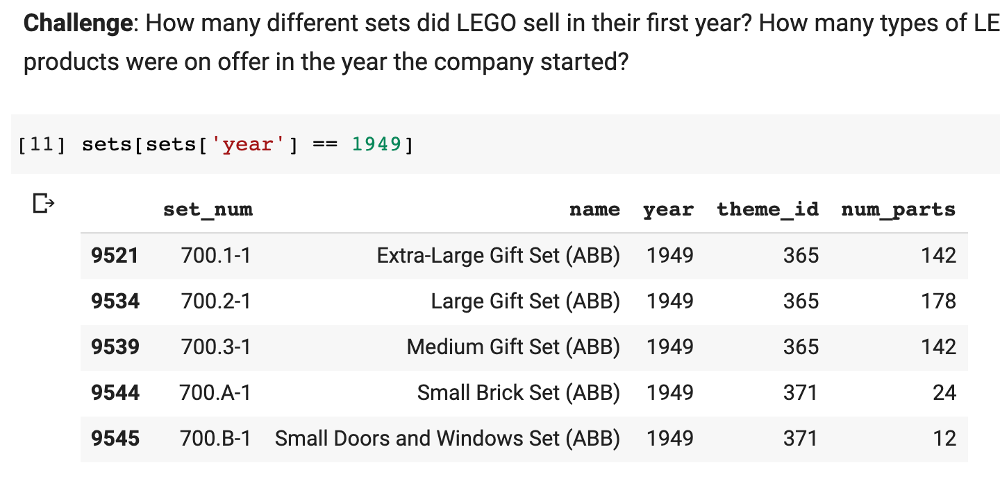 Challenge: How many different sets did LEGO sell in their first year? How many types of LE
products were on offer in the year the company started?
[11] sets[sets['year'] == 1949]
set_num name year theme_id num_parts
9521 700.1-1 Extra-Large Gift Set (ABB) 1949 365 142
9534 700.2-1 Large Gift Set (ABB) 1949 365 178
9539 700.3-1 Medium Gift Set (ABB) 1949 365 142
9544 700.A-1 Small Brick Set (ABB) 1949 371 24
9545 700.B-1 Small Doors and Windows Set (ABB) 1949 371 12